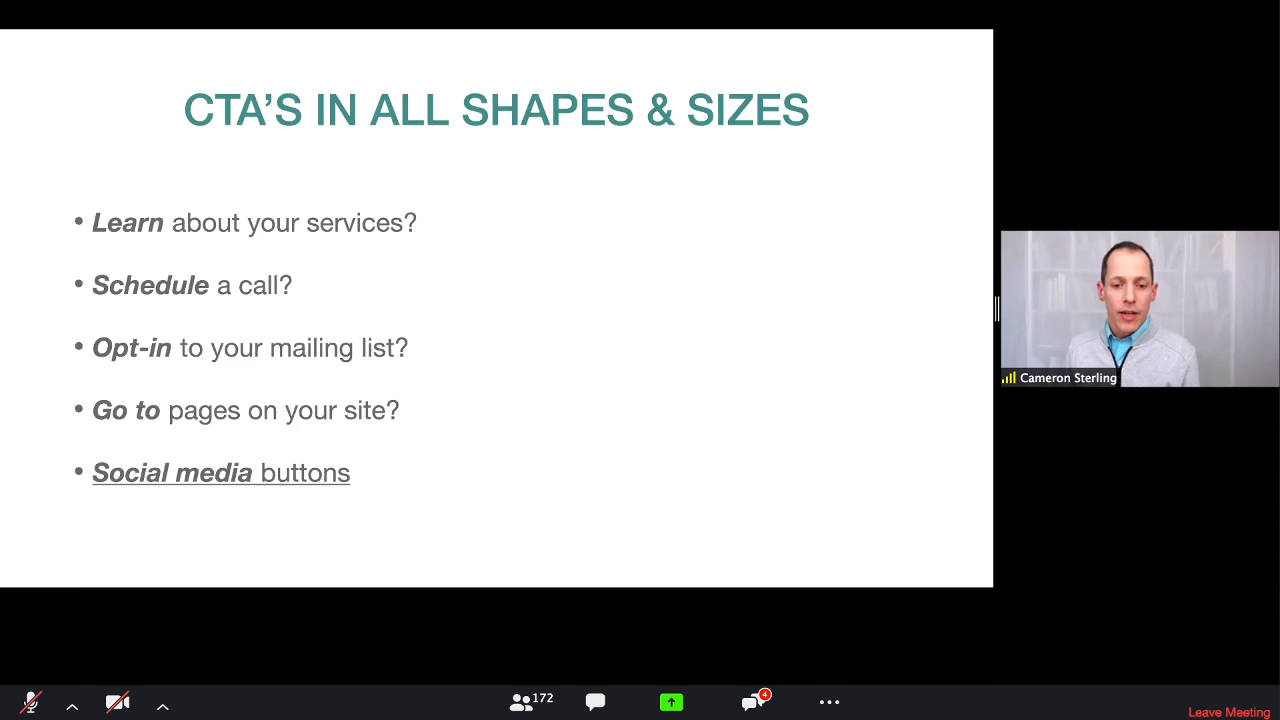 CTA’S IN ALL SHAPES & SIZES
• Learn about your services?
• Schedule a call?
• Opt-in to your mailing list?
• Go to pages on your site?
• Social media buttons
Cameron Sterling
172
4
Leave Meeting